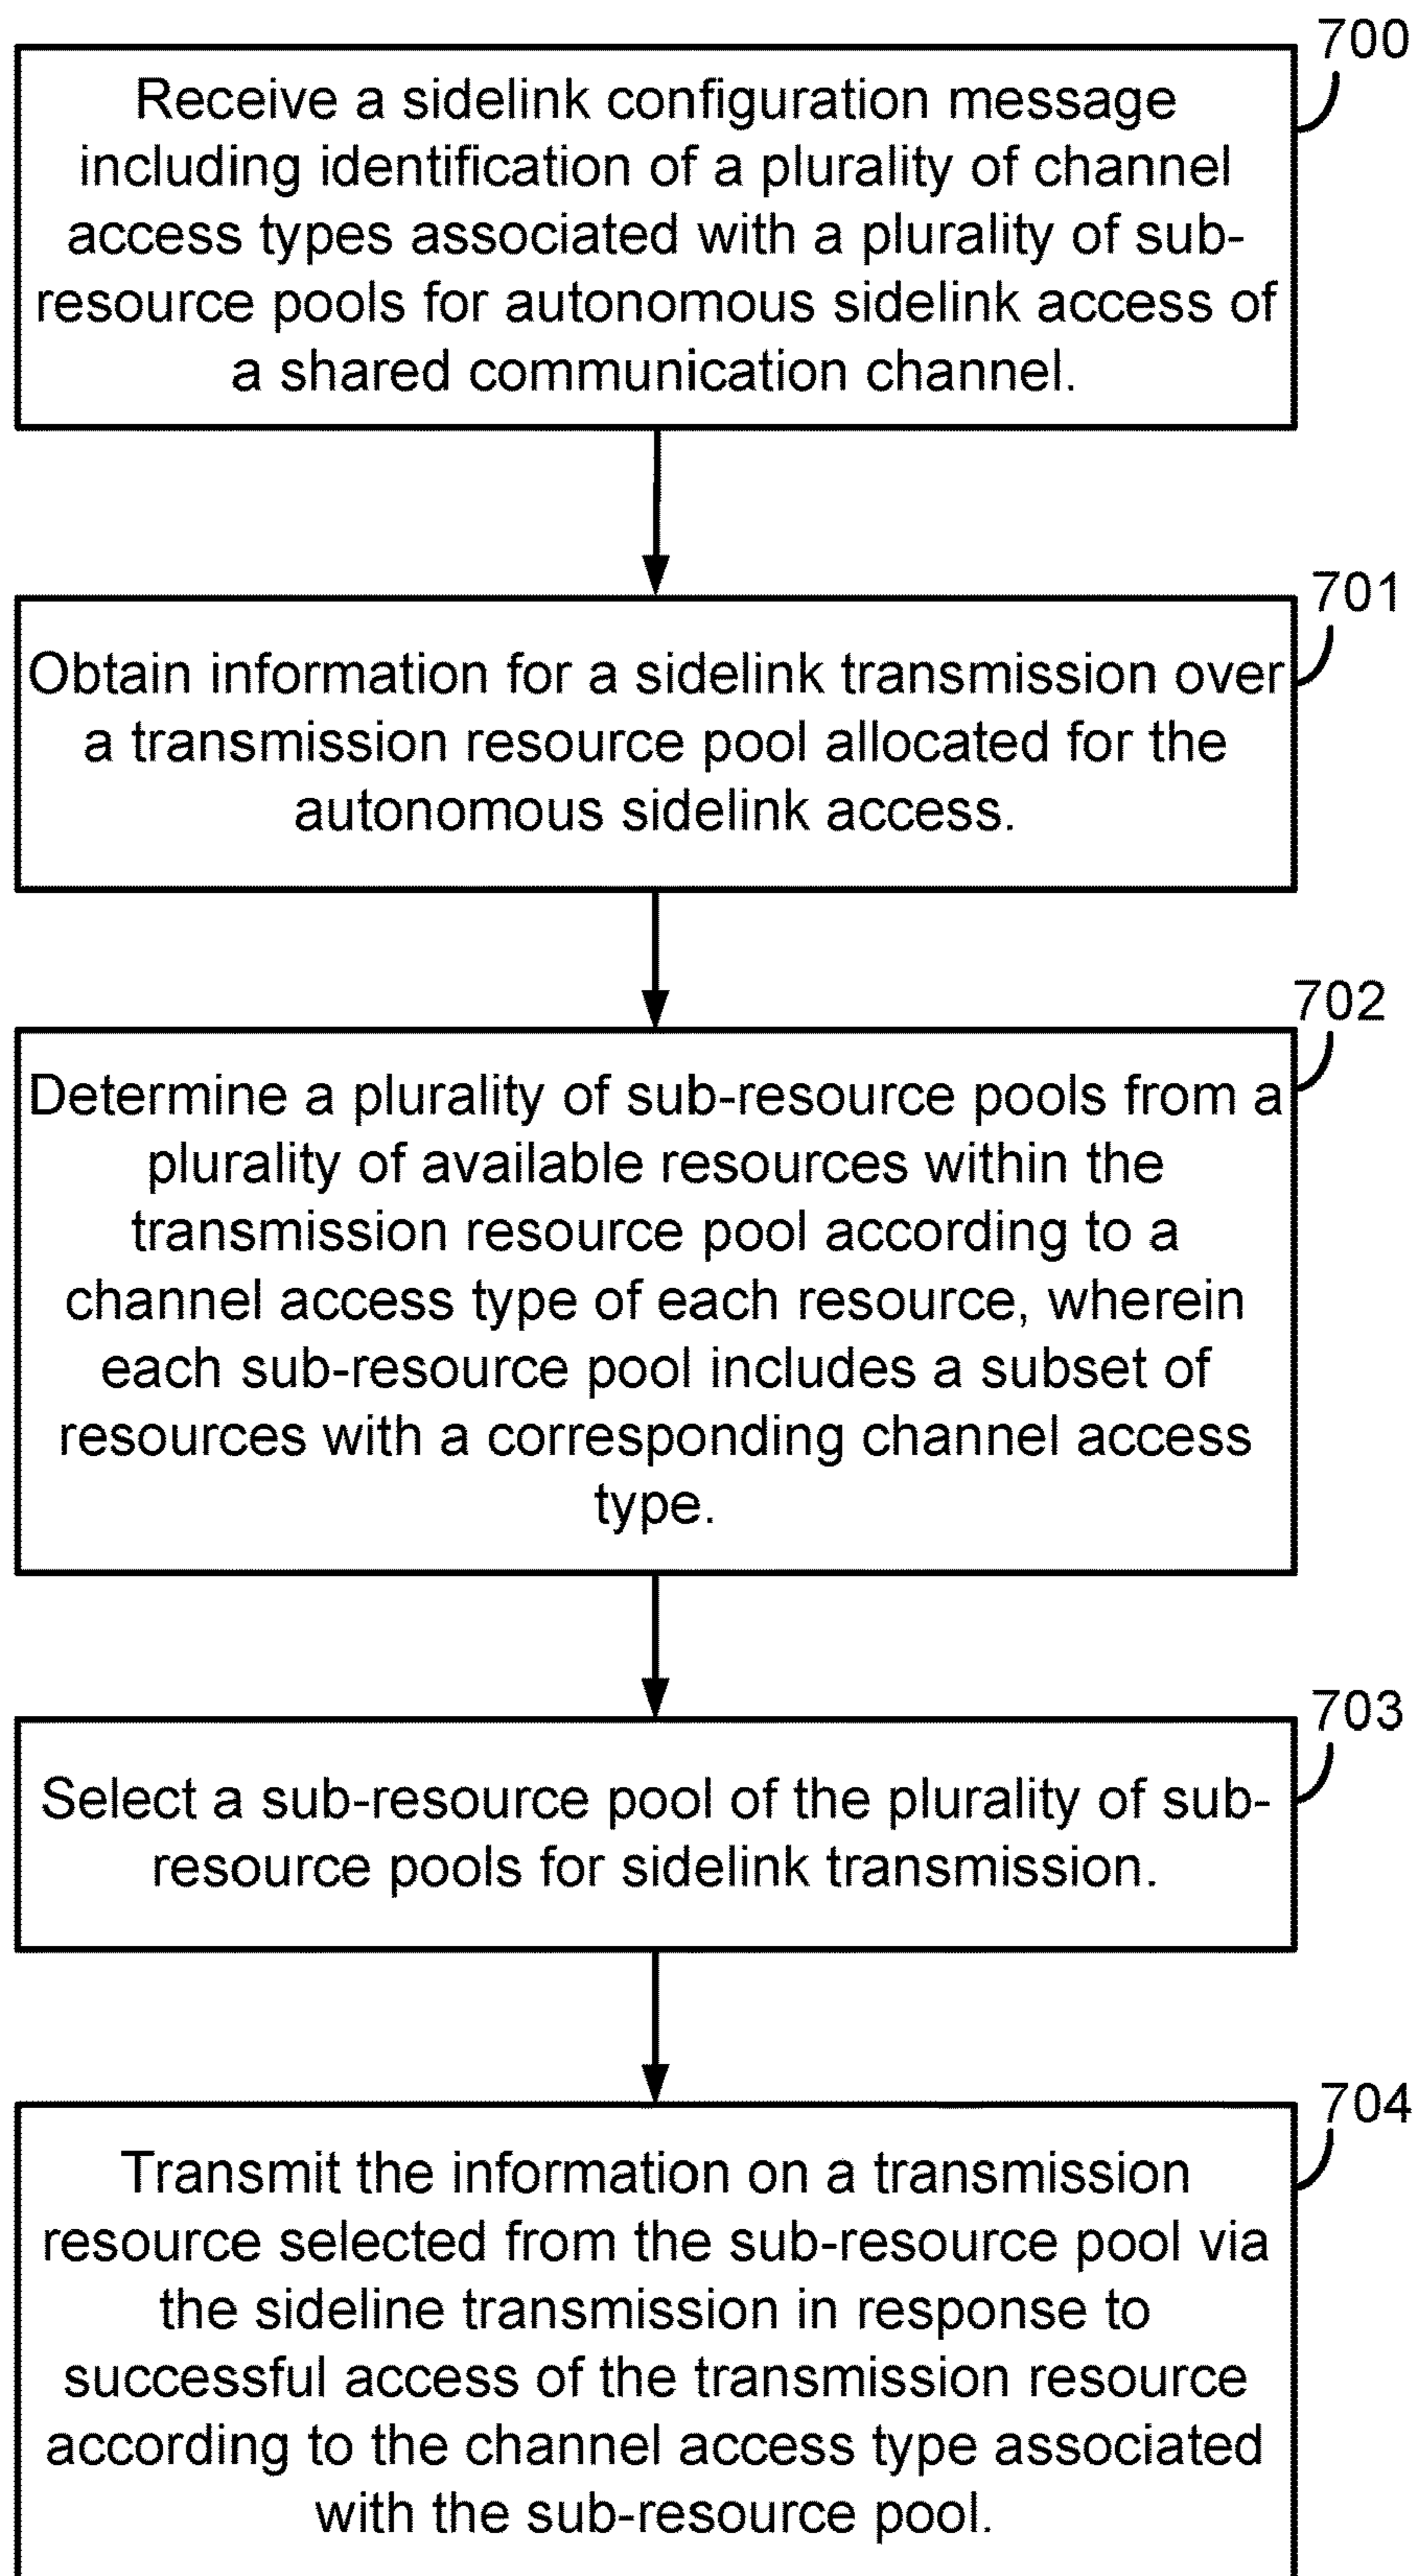 700
Receive a sidelink configuration message
including identification of a plurality of channel
access types associated with a plurality of sub-
resource pools for autonomous sidelink access of
a shared communication channel.
701
Obtain information for a sidelink transmission over
a transmission resource pool allocated for the
autonomous sidelink access.
702
Determine a plurality of sub-resource pools from a
plurality of available resources within the
transmission resource pool according to a
channel access type of each resource, wherein
each sub-resource pool includes a subset of
resources with a corresponding channel access
type.
703
Select a sub-resource pool of the plurality of sub-
resource pools for sidelink transmission.
704
Transmit the information on a transmission
resource selected from the sub-resource pool via
the sideline transmission in response to
successful access of the transmission resource
according to the channel access type associated
with the sub-resource pool.